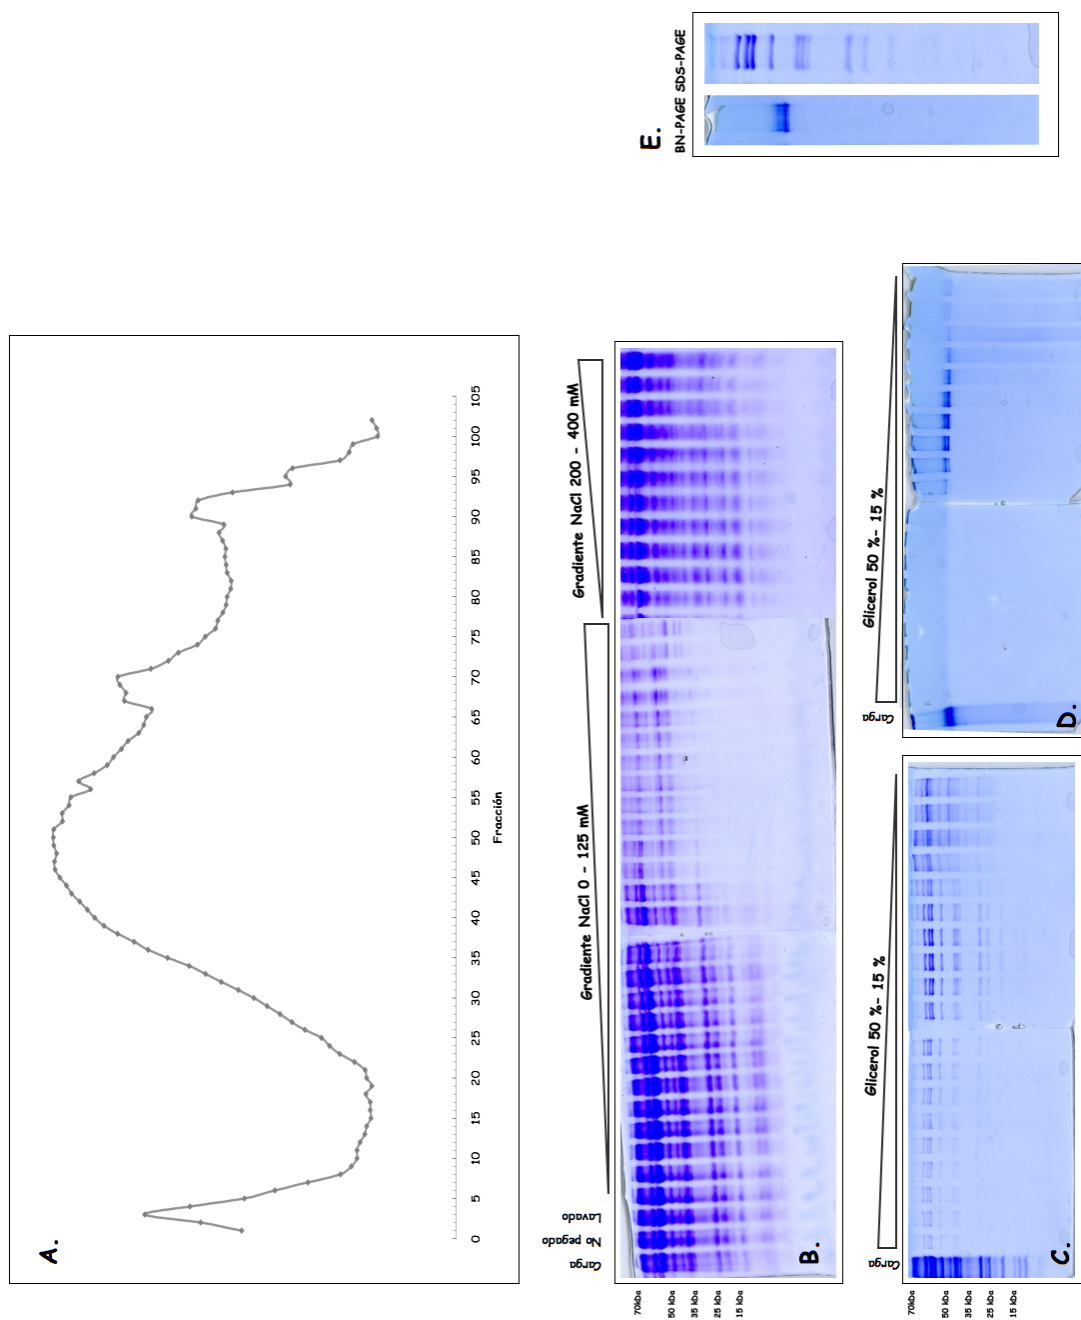 A.
0 5 10 15 20 25 30 35 40 45 50 55 60 65 70 75 80 85 90 95 100 105
Fracción
B.
Carga
No pegado
Lavado
Gradiente NaCl 0 - 125 mM
Gradiente NaCl 200 - 400 mM
70kDa
50 kDa
35 kDa
25 kDa
15 kDa
C.
Carga
Glicerol 50 %- 15 %
70kDa
50 kDa
35 kDa
25 kDa
15 kDa
D.
Carga
Glicerol 50 %- 15 %
E.
BN-PAGE SDS-PAGE